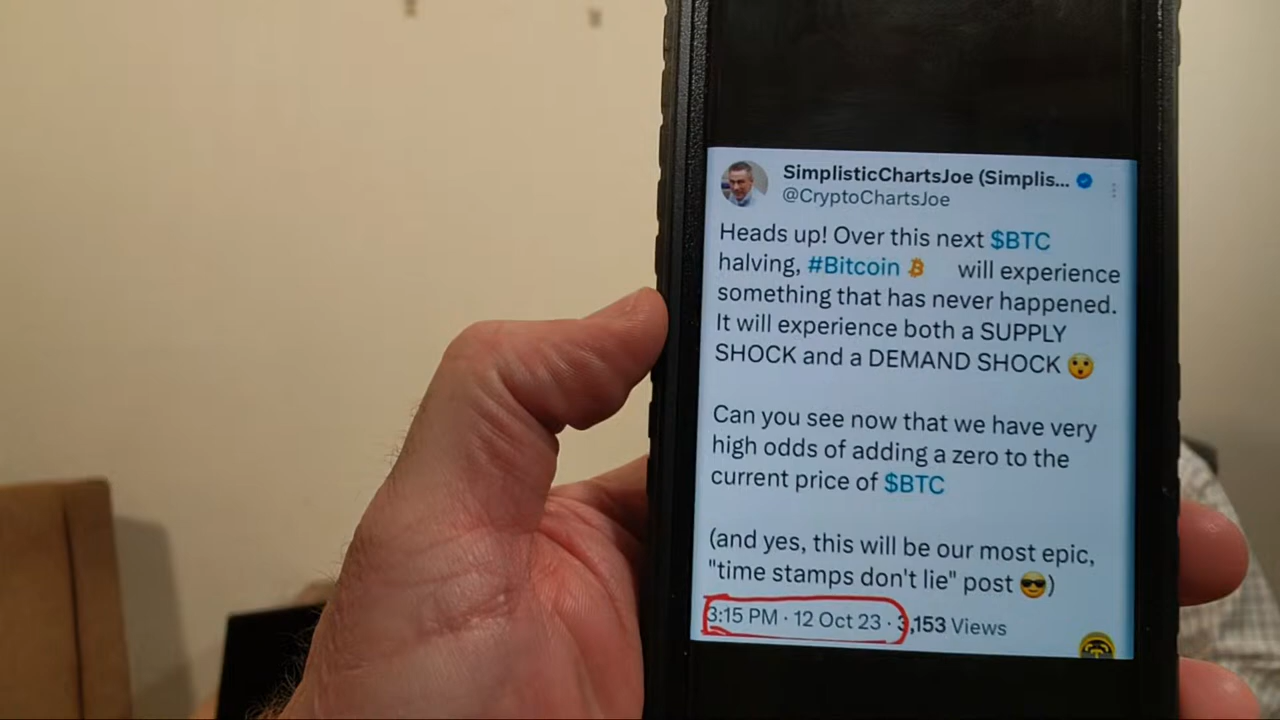 SimplisticChartsJoe (Simplis...
@CryptoChartsJoe
Heads up! Over this next $BTC
halving, #Bitcoin will experience
something that has never happened.
It will experience both a SUPPLY
SHOCK and a DEMAND SHOCK 😮
Can you see now that we have very
high odds of adding a zero to the
current price of $BTC
(and yes, this will be our most epic,
"time stamps don't lie" post 😎)
3:15 PM · 12 Oct 23 · 3,153 Views